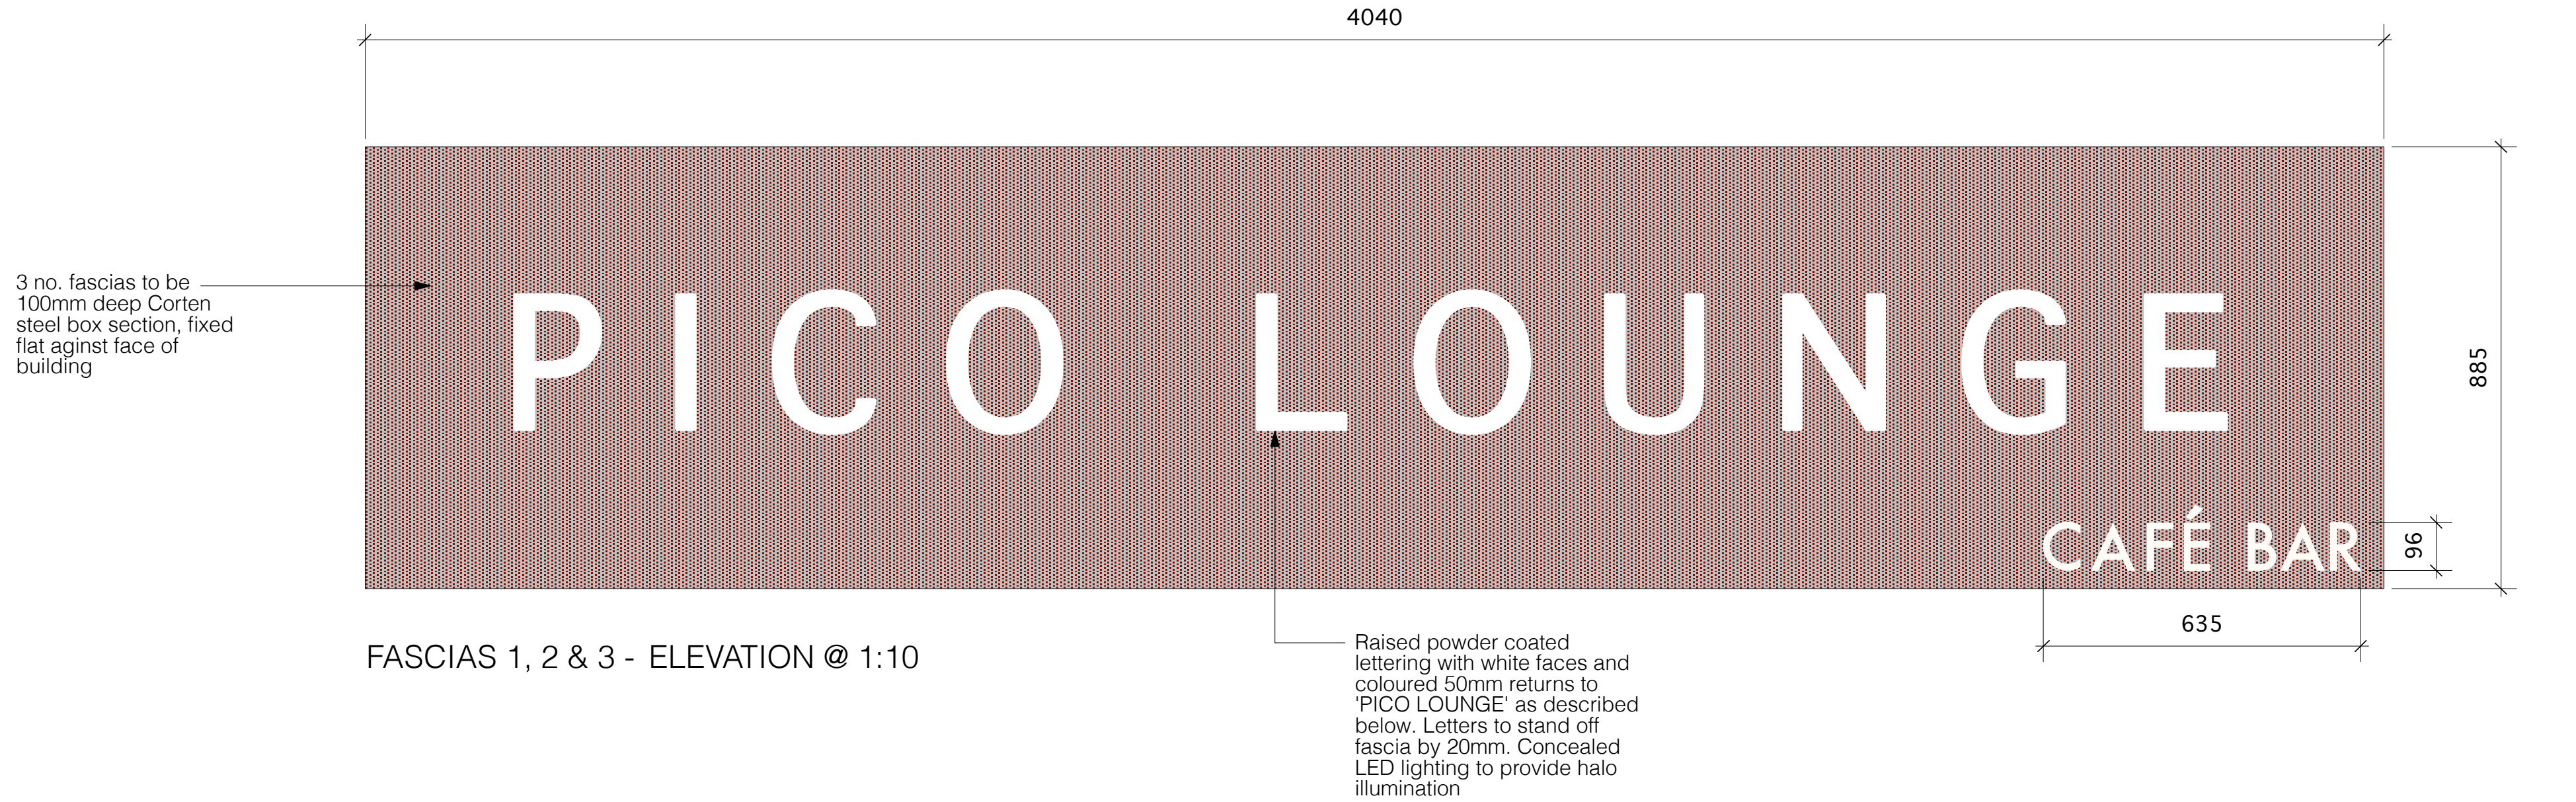 4040
3 no. fascias to be
100mm deep Corten
steel box section, fixed
flat aginst face of
building
PICO LOUNGE
885
CAFÉ BAR
96
635
FASCIAS 1, 2 & 3 - ELEVATION @ 1:10
Raised powder coated
lettering with white faces and
coloured 50mm returns to
'PICO LOUNGE' as described
below. Letters to stand off
fascia by 20mm. Concealed
LED lighting to provide halo
illumination